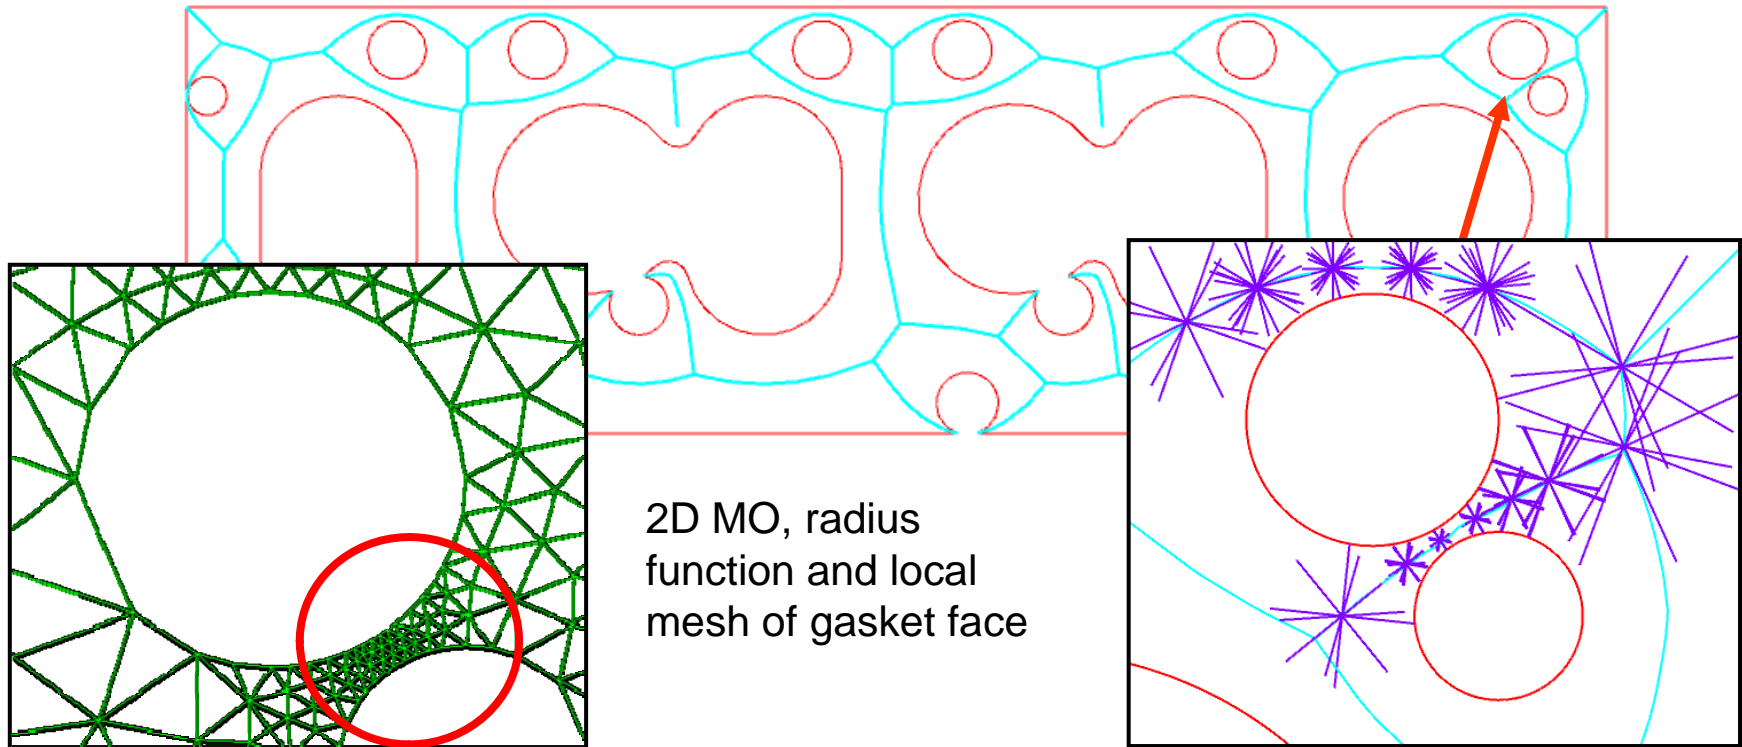 2D MO, radius
function and local
mesh of gasket face